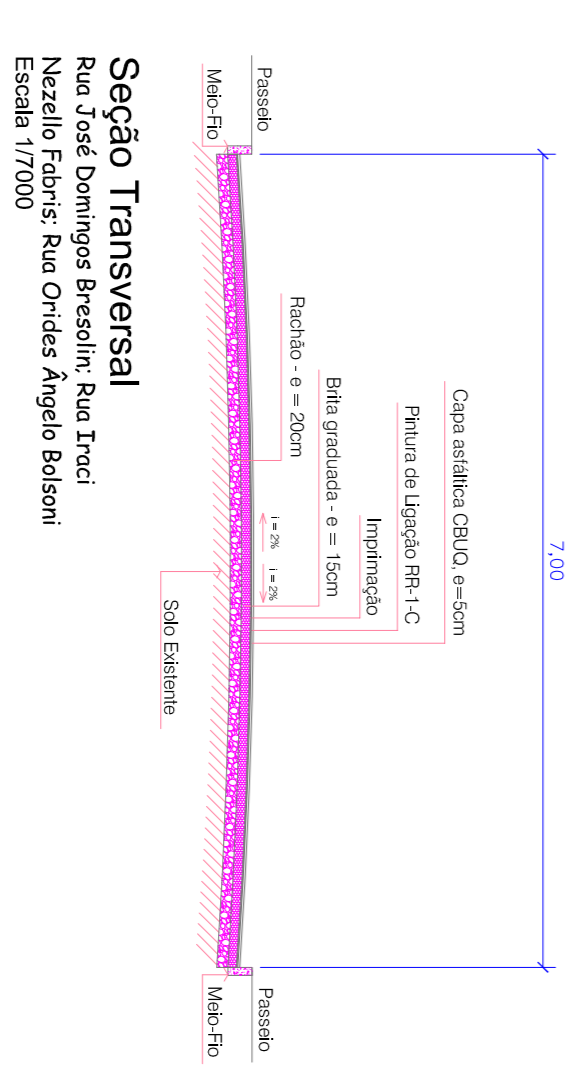 7,00
Capa asfáltica CBUQ, e=5cm
Pintura de Ligação RR-1-C
Imprimação
Brita graduada - e = 15cm
Rachão - e = 20cm
i = 2%
i = 2%
Passeio
Meio-Fio
Passeio
Meio-Fio
Solo Existente
Seção Transversal
Rua José Domingos Bresolin; Rua Iraci
Nezello Fabris; Rua Orides Ângelo Bolsoni
Escala 1/7000